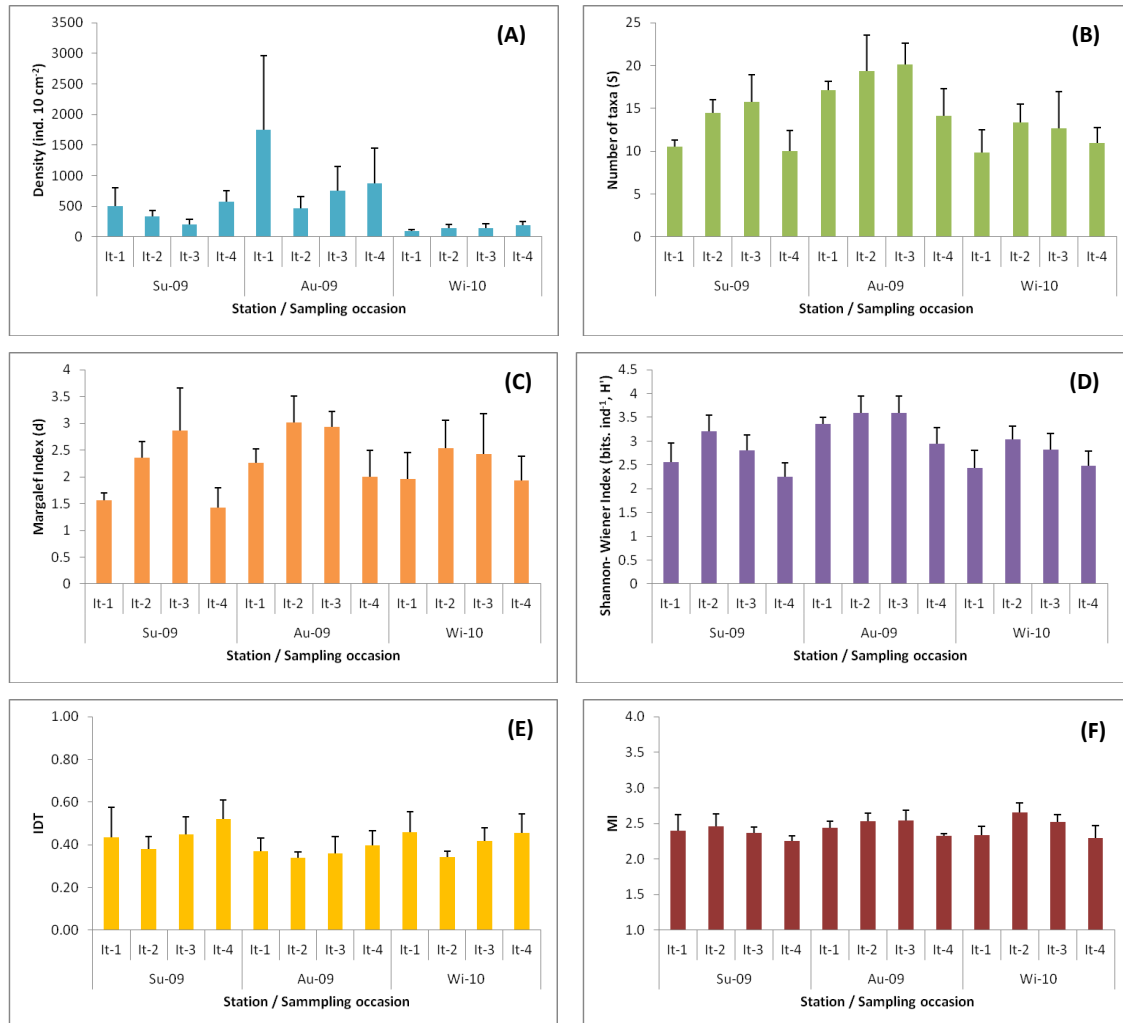 (A)
Density (ind. 10 cm-2)
3500
3000
2500
2000
1500
1000
500
0
It-1 It-2 It-3 It-4 It-1 It-2 It-3 It-4 It-1 It-2 It-3 It-4
Su-09 Au-09 Wi-10
Station / Sampling occasion
(B)
Number of taxa (S)
25
20
15
10
5
0
It-1 It-2 It-3 It-4 It-1 It-2 It-3 It-4 It-1 It-2 It-3 It-4
Su-09 Au-09 Wi-10
Station / Sampling occasion
(C)
Margalef Index (d)
4
3.5
3
2.5
2
1.5
1
0.5
0
It-1 It-2 It-3 It-4 It-1 It-2 It-3 It-4 It-1 It-2 It-3 It-4
Su-09 Au-09 Wi-10
Station / Sampling occasion
(D)
Shannon- Wiener Index (bits. ind-1, H')
4.5
4
3.5
3
2.5
2
1.5
1
0.5
0
It-1 It-2 It-3 It-4 It-1 It-2 It-3 It-4 It-1 It-2 It-3 It-4
Su-09 Au-09 Wi-10
Station / Sampling occasion
(E)
IDT
1.00
0.80
0.60
0.40
0.20
0.00
It-1 It-2 It-3 It-4 It-1 It-2 It-3 It-4 It-1 It-2 It-3 It-4
Su-09 Au-09 Wi-10
Station / Sammpling occasion
(F)
MI
4.0
3.5
3.0
2.5
2.0
1.5
1.0
It-1 It-2 It-3 It-4 It-1 It-2 It-3 It-4 It-1 It-2 It-3 It-4
Su-09 Au-09 Wi-10
Station / Sampling occasion